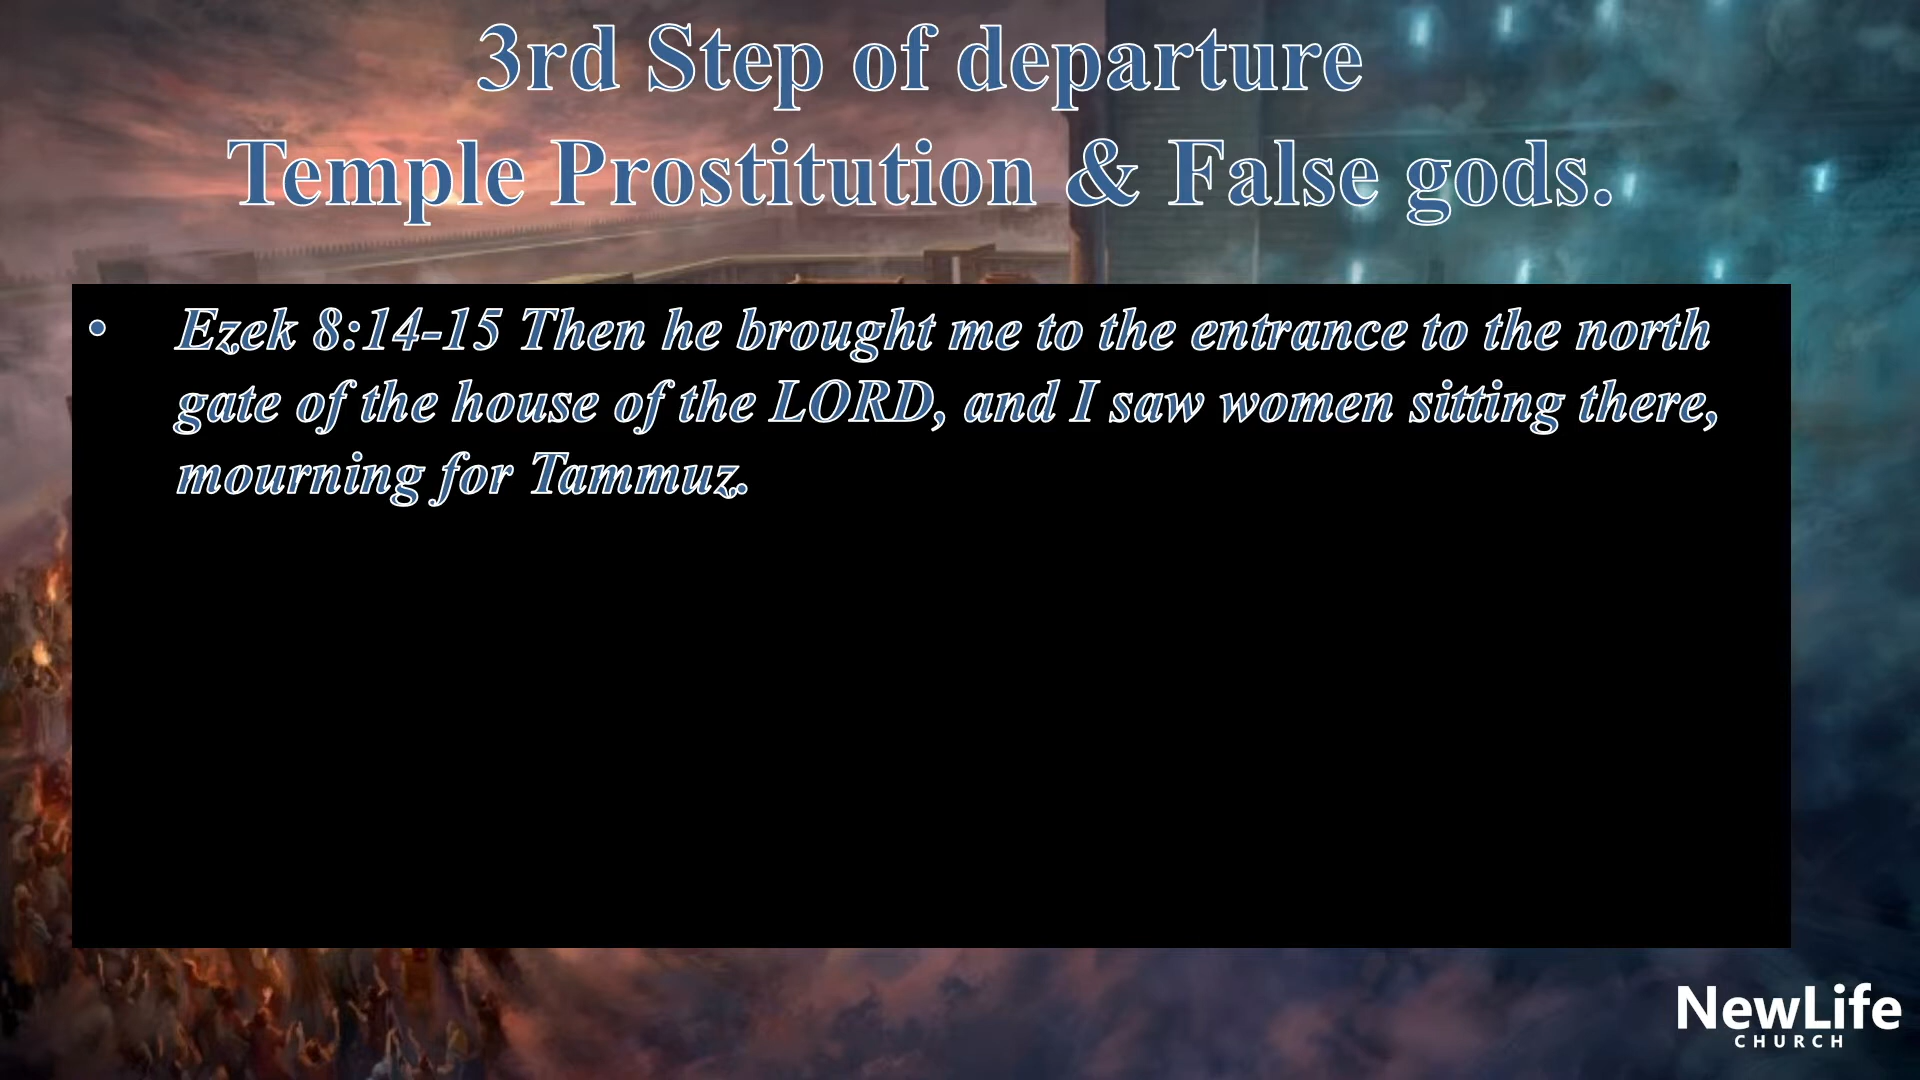 3rd Step of departure
Temple Prostitution & False gods.
• Ezek 8:14-15 Then he brought me to the entrance to the north
gate of the house of the LORD, and I saw women sitting there,
mourning for Tammuz.
NewLife
CHURCH